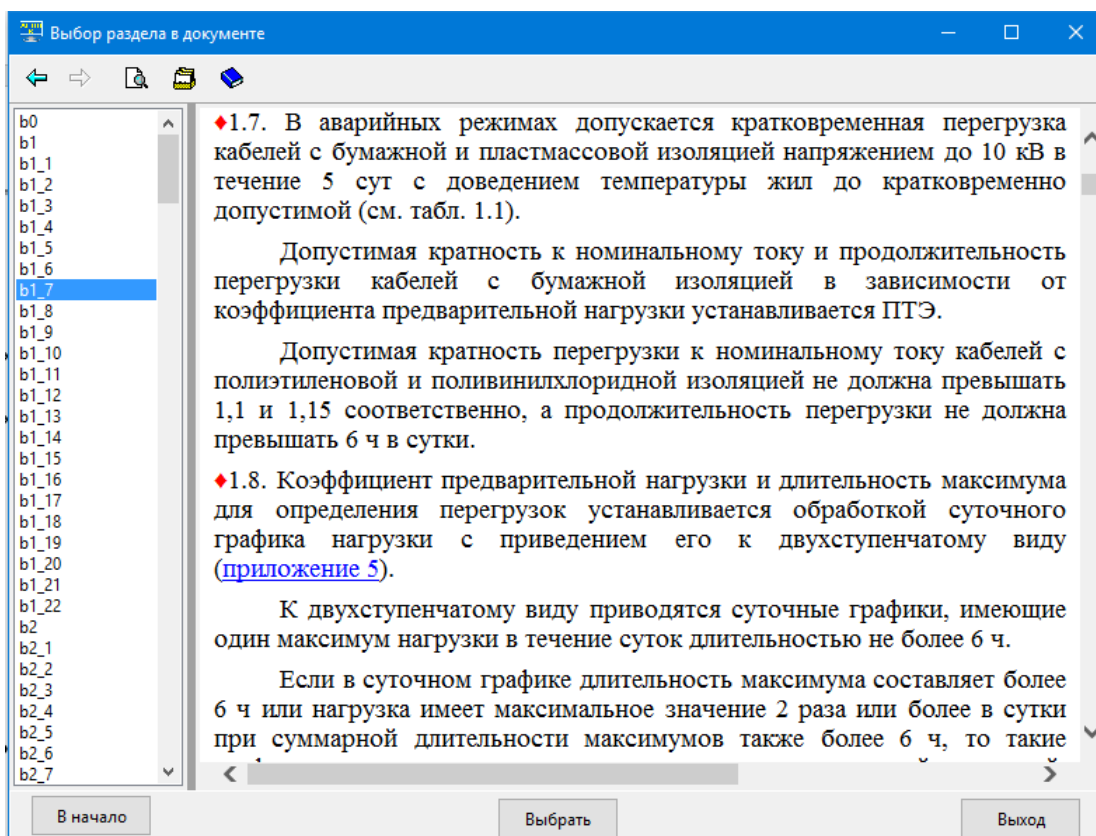 Выбор раздела в документе
b0
b1
b1_1
b1_2
b1_3
b1_4
b1_5
b1_6
b1_7
b1_8
b1_9
b1_10
b1_11
b1_12
b1_13
b1_14
b1_15
b1_16
b1_17
b1_18
b1_19
b1_20
b1_21
b1_22
b2
b2_1
b2_2
b2_3
b2_4
b2_5
b2_6
b2_7
♦1.7. В аварийных режимах допускается кратковременная перегрузка
кабелей с бумажной и пластмассовой изоляцией напряжением до 10 кВ в
течение 5 сут с доведением температуры жил до кратковременно
допустимой (см. табл. 1.1).
Допустимая кратность к номинальному току и продолжительность
перегрузки кабелей с бумажной изоляцией в зависимости от
коэффициента предварительной нагрузки устанавливается ПТЭ.
Допустимая кратность перегрузки к номинальному току кабелей с
полиэтиленовой и поливинилхлоридной изоляцией не должна превышать
1,1 и 1,15 соответственно, а продолжительность перегрузки не должна
превышать 6 ч в сутки.
♦1.8. Коэффициент предварительной нагрузки и длительность максимума
для определения перегрузок устанавливается обработкой суточного
графика нагрузки с приведением его к двухступенчатому виду
(приложение 5).
К двухступенчатому виду приводятся суточные графики, имеющие
один максимум нагрузки в течение суток длительностью не более 6 ч.
Если в суточном графике длительность максимума составляет более
6 ч или нагрузка имеет максимальное значение 2 раза или более в сутки
при суммарной длительности максимумов также более 6 ч, то такие
В начало
Выбрать
Выход